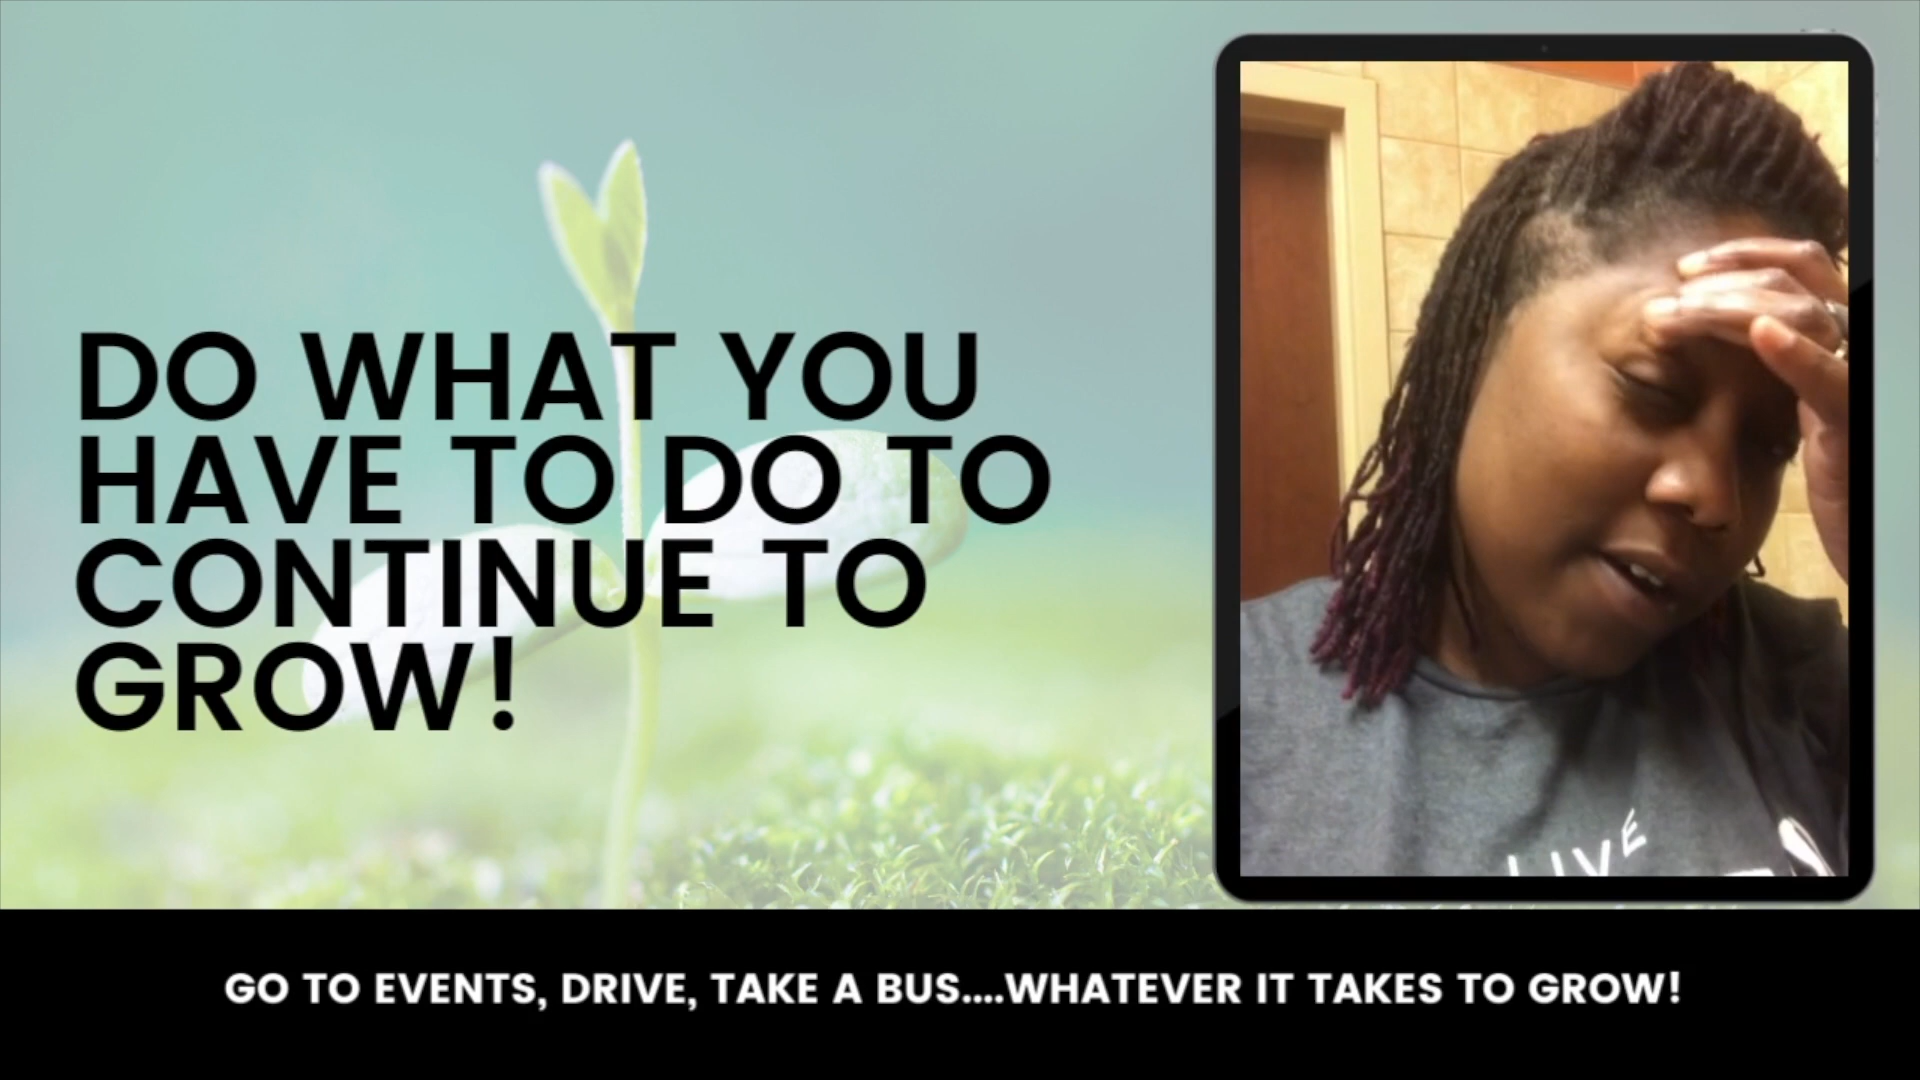 DO WHAT YOU
HAVE TO DO TO
CONTINUE TO
GROW!
LIVE
GO TO EVENTS, DRIVE, TAKE A BUS....WHATEVER IT TAKES TO GROW!